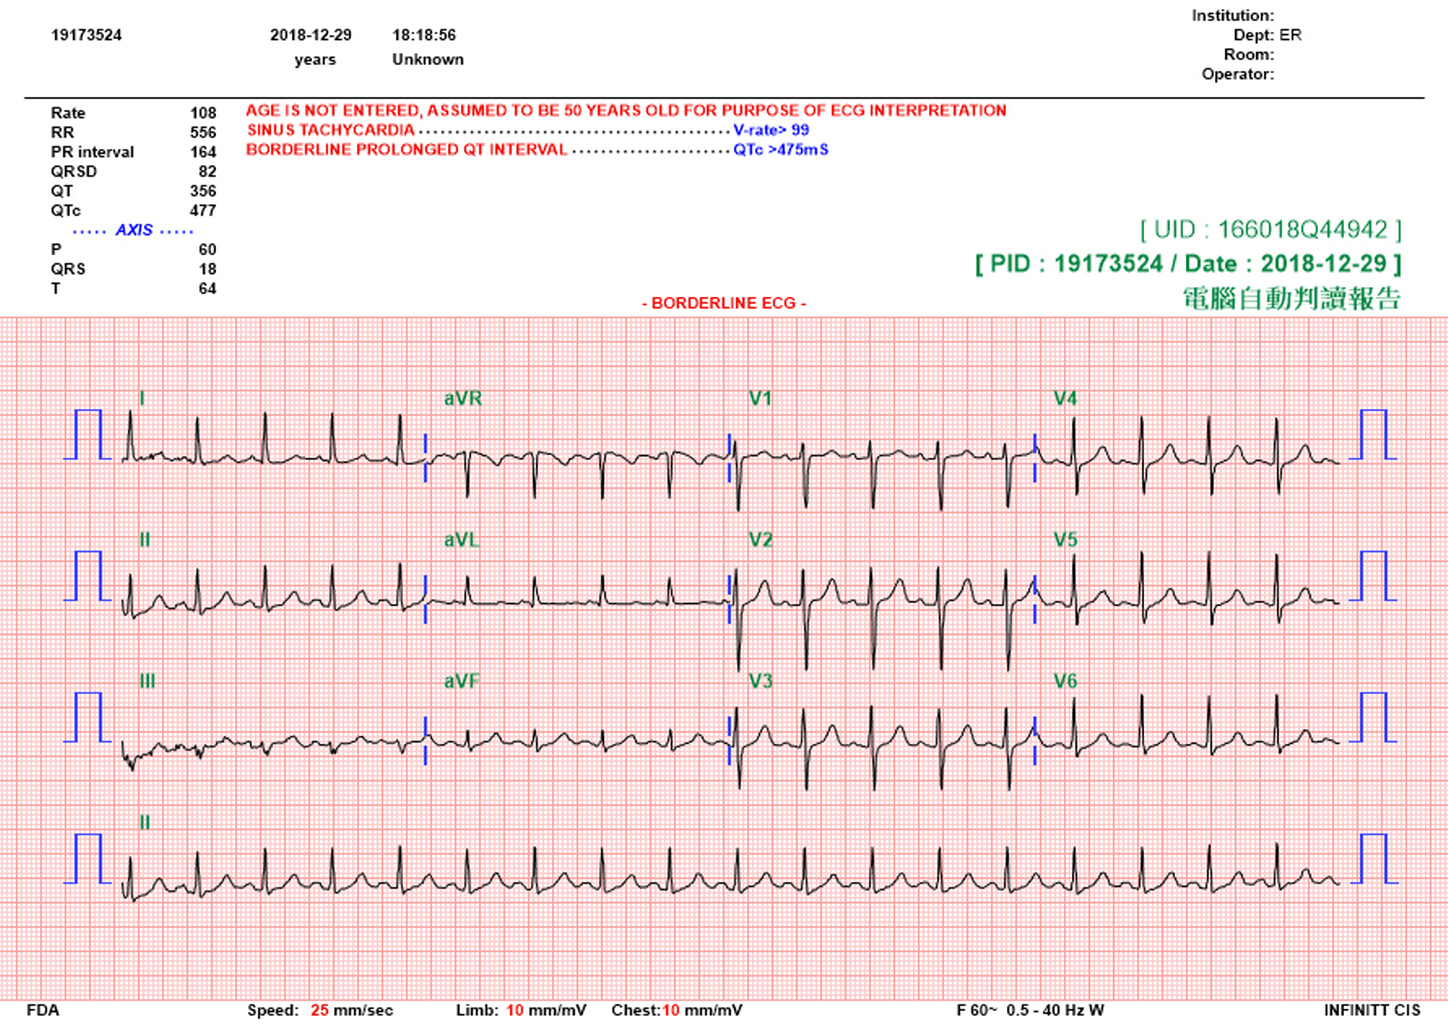 Institution:
19173524 2018-12-29 18:18:56 Dept: ER
years Unknown Room:
Operator:
Rate 108 AGE IS NOT ENTERED, ASSUMED TO BE 50 YEARS OLD FOR PURPOSE OF ECG INTERPRETATION
RR 556 SINUS TACHYCARDIA ........................................... V-rate> 99
PR interval 164 BORDERLINE PROLONGED QT INTERVAL ...................... QTc >475mS
QRSD 82
QT 356
QTc 477
..... AXIS .....
[ UID : 166018Q44942 ]
P 60
[ PID : 19173524 / Date : 2018-12-29 ]
QRS 18
T 64
電腦自動判讀報告
- BORDERLINE ECG -
I aVR V1 V4
II aVL V2 V5
III aVF V3 V6
II
FDA Speed: 25 mm/sec Limb: 10 mm/mV Chest:10 mm/mV F 60~ 0.5 - 40 Hz W INFINITT CIS